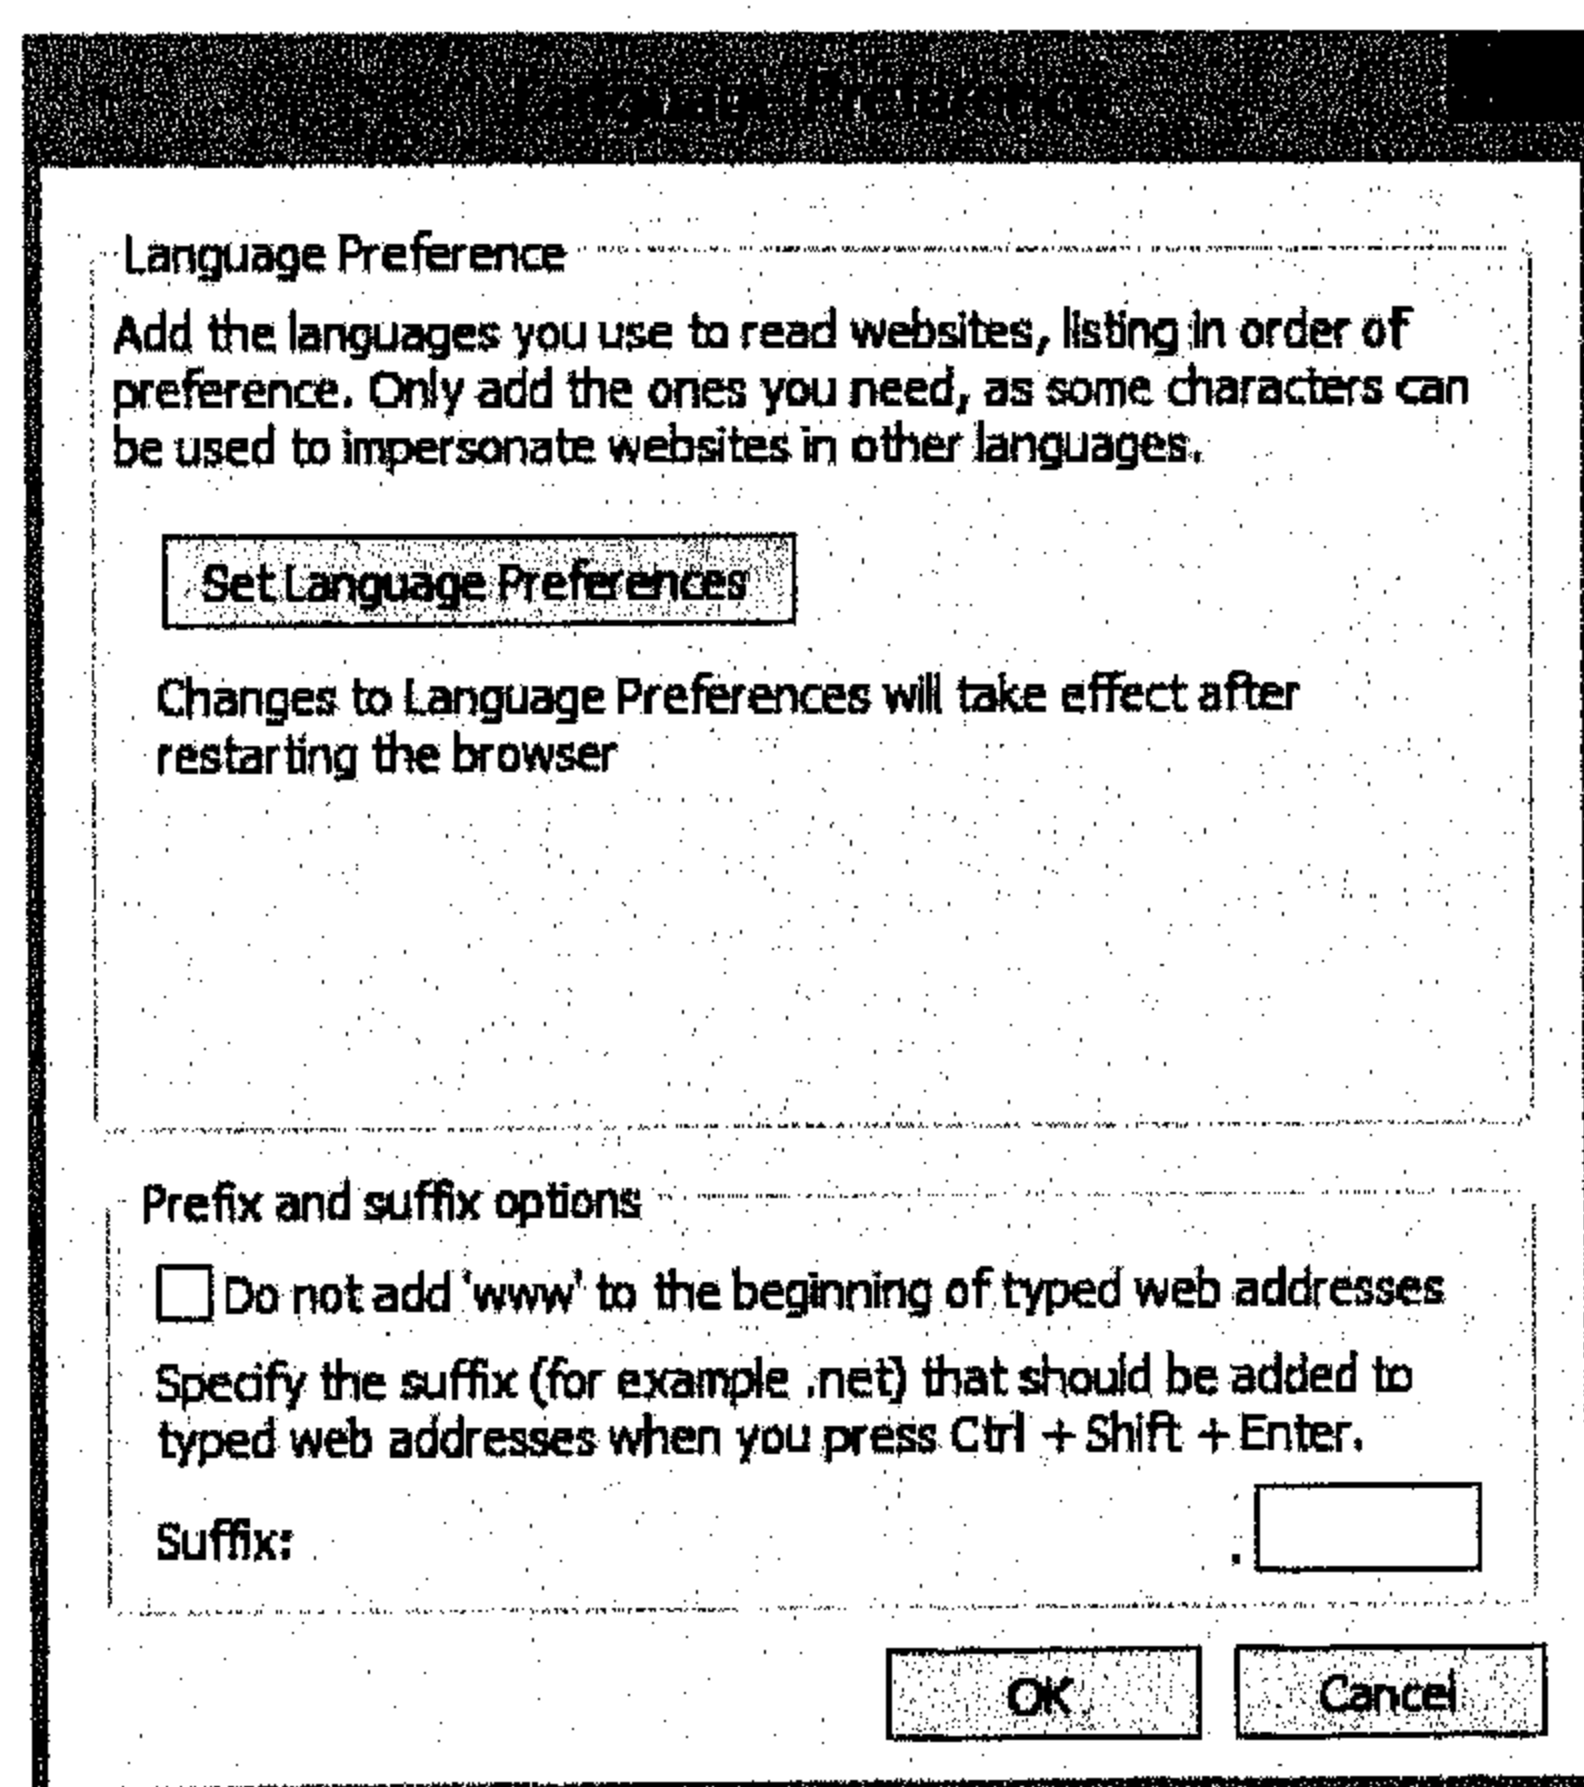 Language Preference
Language Preference
Add the languages you use to read websites, listing in order of
preference. Only add the ones you need, as some characters can
be used to impersonate websites in other languages.
Set Language Preferences
Changes to Language Preferences will take effect after
restarting the browser
Prefix and suffix options
Do not add 'www' to the beginning of typed web addresses
Specify the suffix (for example .net) that should be added to
typed web addresses when you press Ctrl + Shift + Enter.
Suffix:
.
OK
Cancel